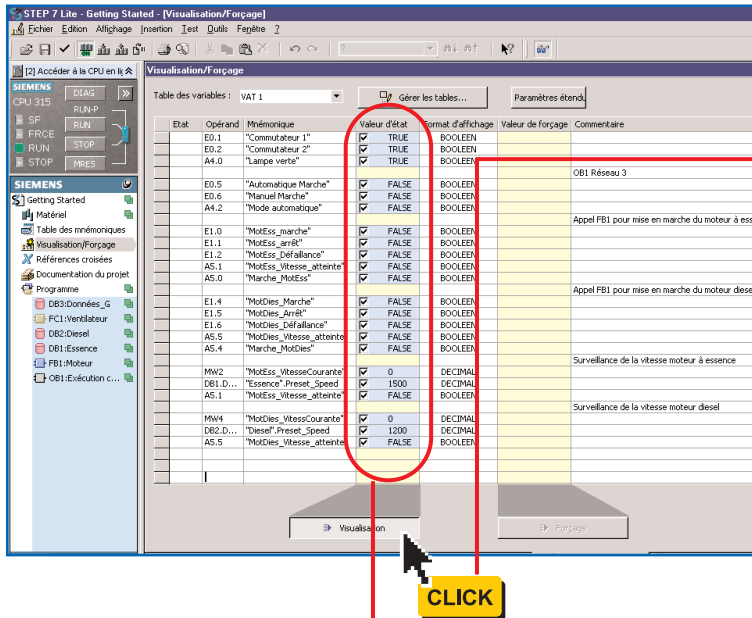 STEP 7 Lite - Getting Started - [Visualisation/Forçage]
Fichier Edition Affichage Insertion Test Outils Fenêtre ?
[2] Accéder à la CPU en li
Visualisation/Forçage
SIEMENS
CPU 315
SF
FRCE
RUN
STOP
DIAG
RUN-P
RUN
STOP
MRES
SIEMENS
Getting Started
Matériel
Table des mnémoniques
Visualisation/Forçage
Références croisées
Documentation du projet
Programme
DB3:Données_G
FC1:Ventilateur
DB2:Diesel
DB1:Essence
FB1:Moteur
OB1:Exécution c...
Table des variables : VAT 1 Gérer les tables... Paramètres étendu
Etat Opérand Mnémonique Valeur d'état Format d'affichage Valeur de forçage Commentaire
E0.1 "Commutateur 1" TRUE BOOLEEN
E0.2 "Commutateur 2" TRUE BOOLEEN
A4.0 "Lampe verte" TRUE BOOLEEN
OB1 Réseau 3
E0.5 "Automatique Marche" FALSE BOOLEEN
E0.6 "Manuel Marche" FALSE BOOLEEN
A4.2 "Mode automatique" FALSE BOOLEEN
Appel FB1 pour mise en marche du moteur à ess
E1.0 "MotEss_marche" FALSE BOOLEEN
E1.1 "MotEss_arrêt" FALSE BOOLEEN
E1.2 "MotEss_Défaillance" FALSE BOOLEEN
A5.1 "MotEss_Vitesse_atteinte" FALSE BOOLEEN
A5.0 "Marche_MotEss" FALSE BOOLEEN
Appel FB1 pour mise en marche du moteur diese
E1.4 "MotDies_Marche" FALSE BOOLEEN
E1.5 "MotDies_Arrêt" FALSE BOOLEEN
E1.6 "MotDies_Défaillance" FALSE BOOLEEN
A5.5 "MotDies_Vitesse_atteinte FALSE BOOLEEN
A5.4 "Marche_MotDies" FALSE BOOLEEN
Surveillance de la vitesse moteur à essence
MW2 "MotEss_VitesseCourante" 0 DECIMAL
DB1.D... "Essence".Preset_Speed 1500 DECIMAL
A5.1 "MotEss_Vitesse_atteinte" FALSE BOOLEEN
Surveillance de la vitesse moteur diesel
MW4 "MotDies_VitessCourante" 0 DECIMAL
DB2.D... "Diesel".Preset_Speed 1200 DECIMAL
A5.5 "MotDies_Vitesse_atteinte FALSE BOOLEEN
Visualisation
Forçage
CLICK